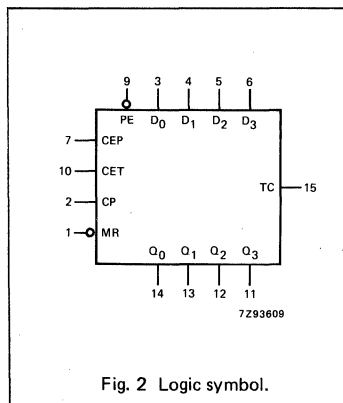 9 3 4 5 6
PE D0 D1 D2 D3
7 CEP
10 CET
TC 15
2 CP
1 MR
Q0 Q1 Q2 Q3
14 13 12 11
7Z93609
Fig. 2 Logic symbol.